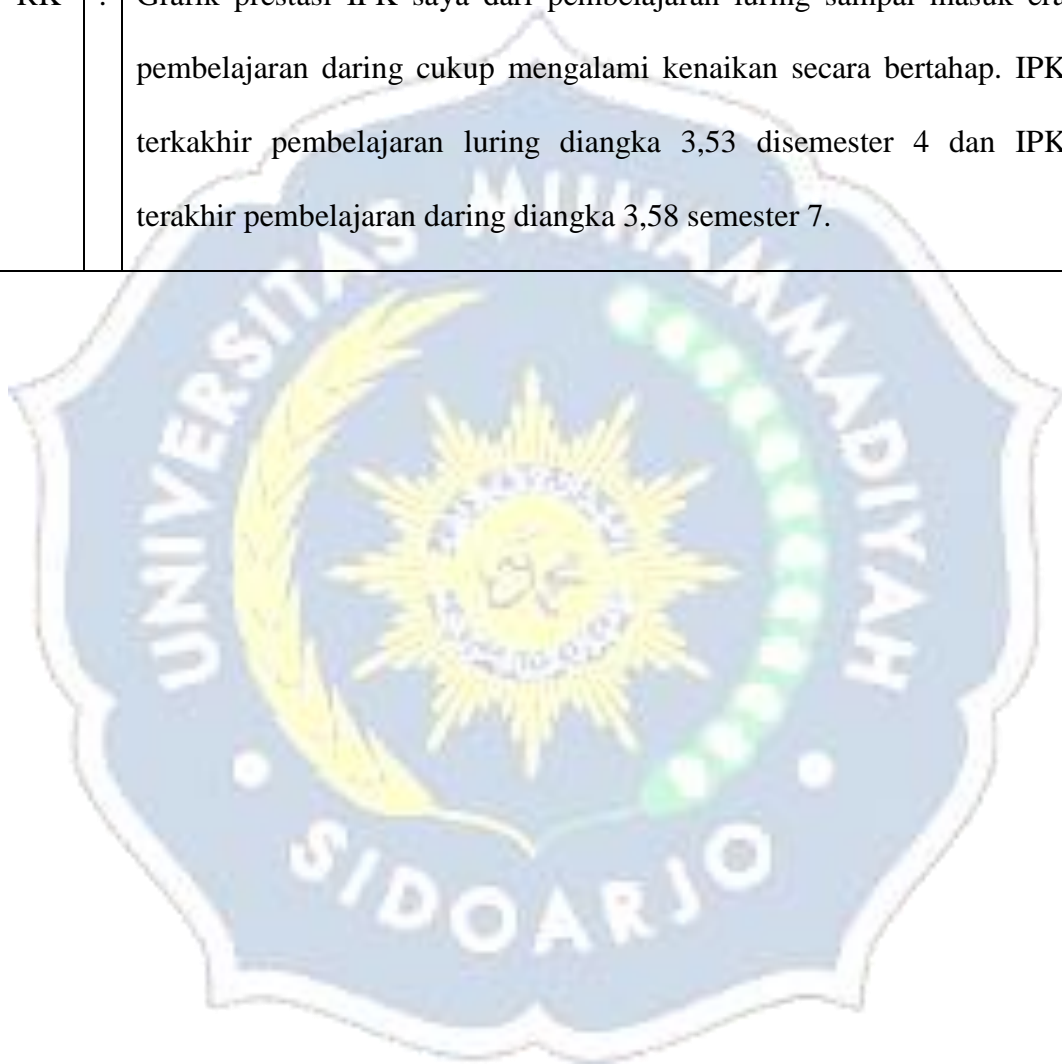 RK : Grafik prestasi IPK saya dari pembelajaran luring sampai masuk era
pembelajaran daring cukup mengalami kenaikan secara bertahap. IPK
terkakhir pembelajaran luring diangka 3,53 disemester 4 dan IPK
terakhir pembelajaran daring diangka 3,58 semester 7.
UNIVERSITAS MUHAMMADIYAH
SIDOARJO